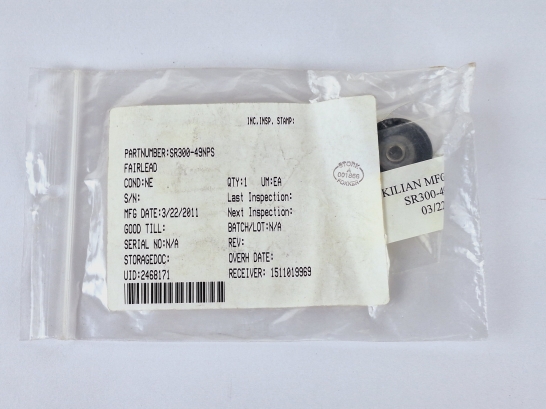 INC.INSP. STAMP:
PARTNUMBER:SR300-49NPS
FAIRLEAD
COND:NE QTY:1 UM:EA
S/N: Last Inspection:
MFG DATE:3/22/2011 Next Inspection:
GOOD TILL: BATCH/LOT:N/A
SERIAL NO:N/A REV:
STORAGEDOC: OVERH DATE:
UID:2468171 RECEIVER: 1511019969
STORK
FOKKER
KILIAN MFG
SR300-4
03/22